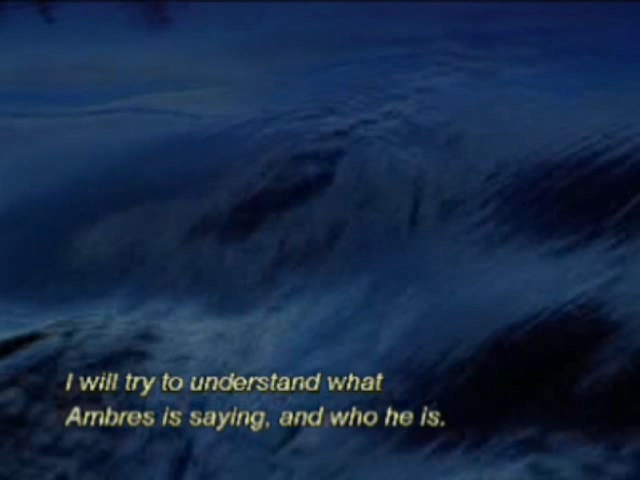 I will try to understand what
Ambres is saying, and who he is.